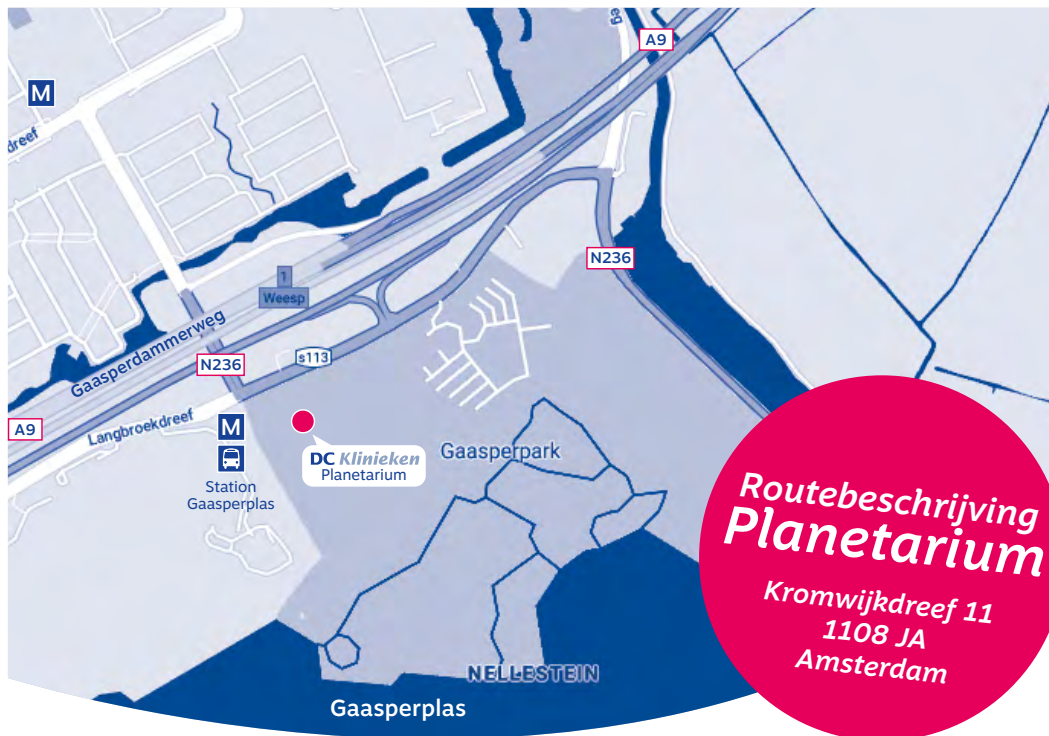 eg
A9
M
dreef
N236
1
Weesp
Gaasperdammerweg
s113
N236
A9
Langbroekdreef
M
Station
Gaasperplas
DC Klinieken
Planetarium
Gaasperpark
Routebeschrijving
Planetarium
Kromwijkdreef 11
1108 JA
Amsterdam
NELLESTEIN
Gaasperplas